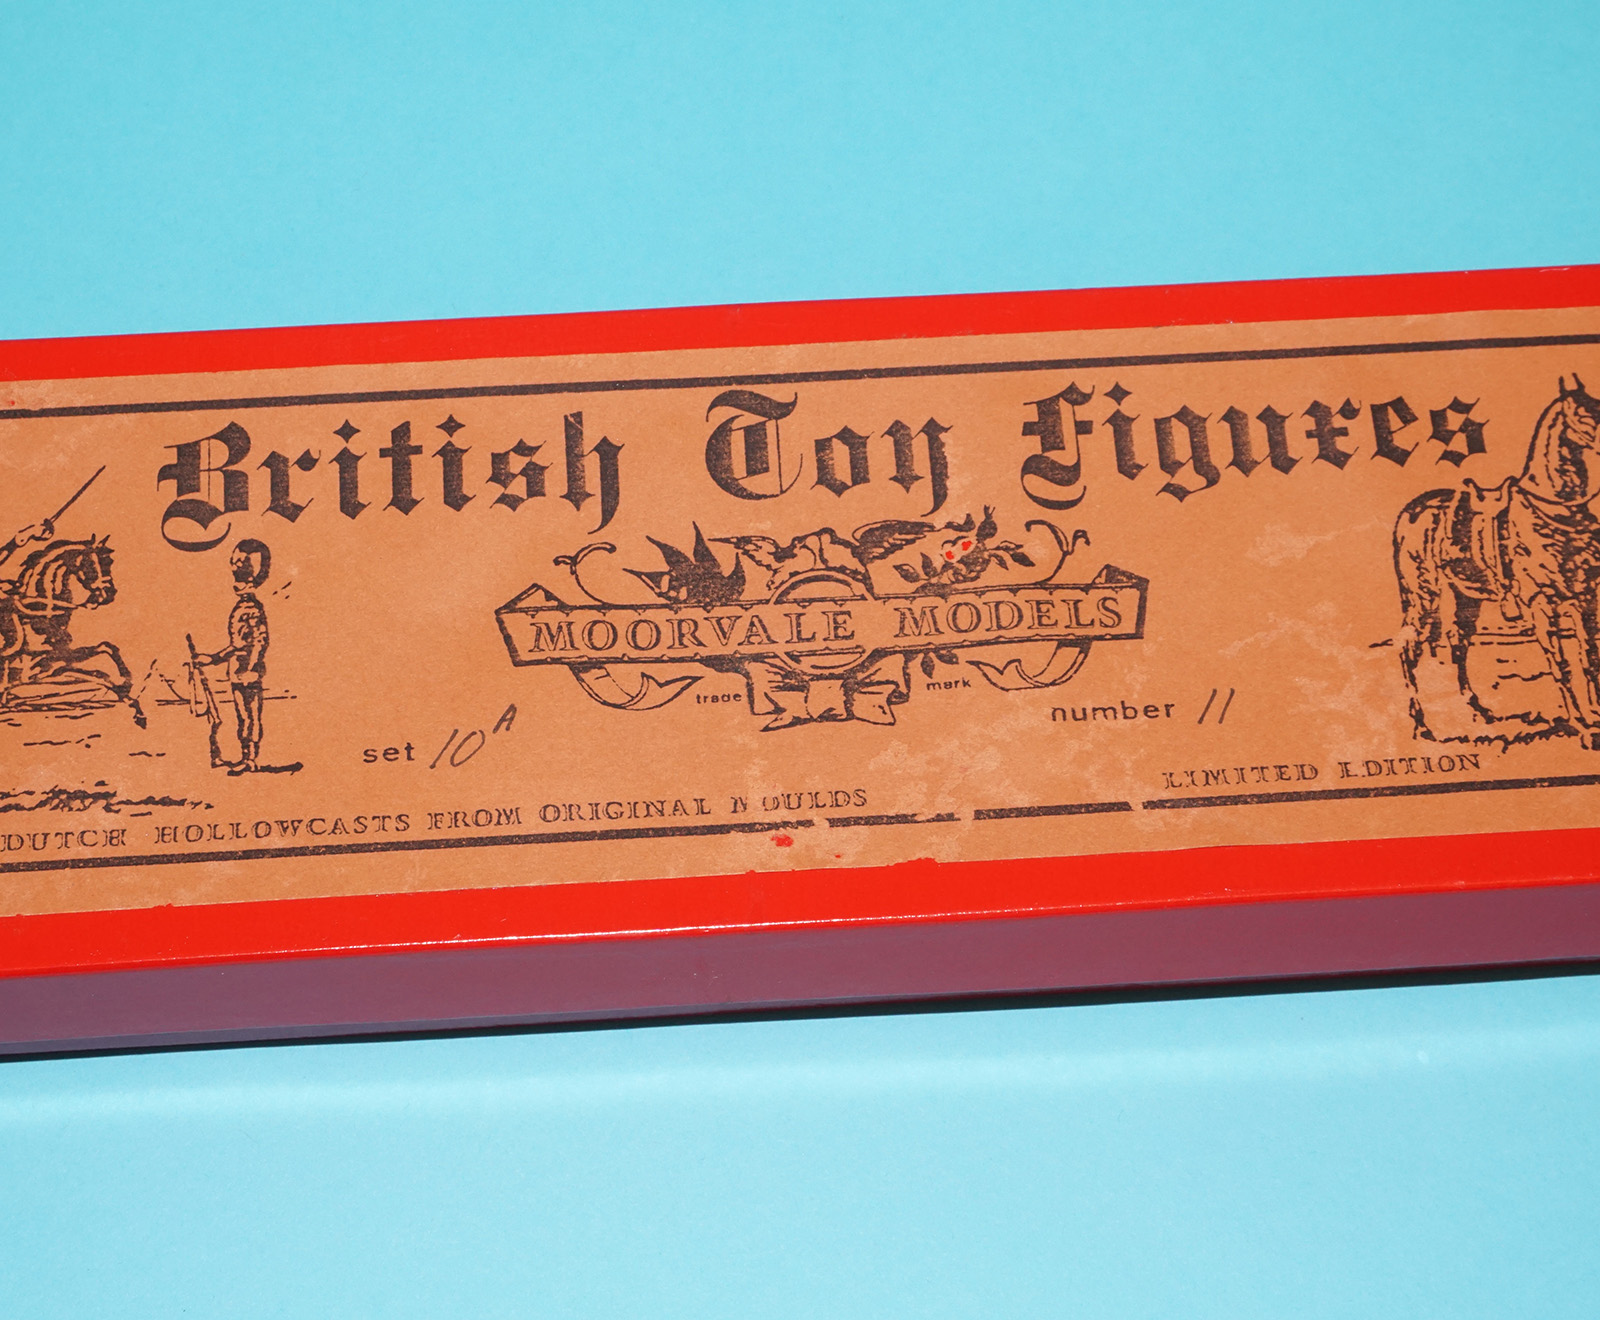 British Toy Figures
MOORVALE MODELS
trade mark
set 10A
number 11
DUTCH HOLLOWCASTS FROM ORIGINAL MOULDS
LIMITED EDITION